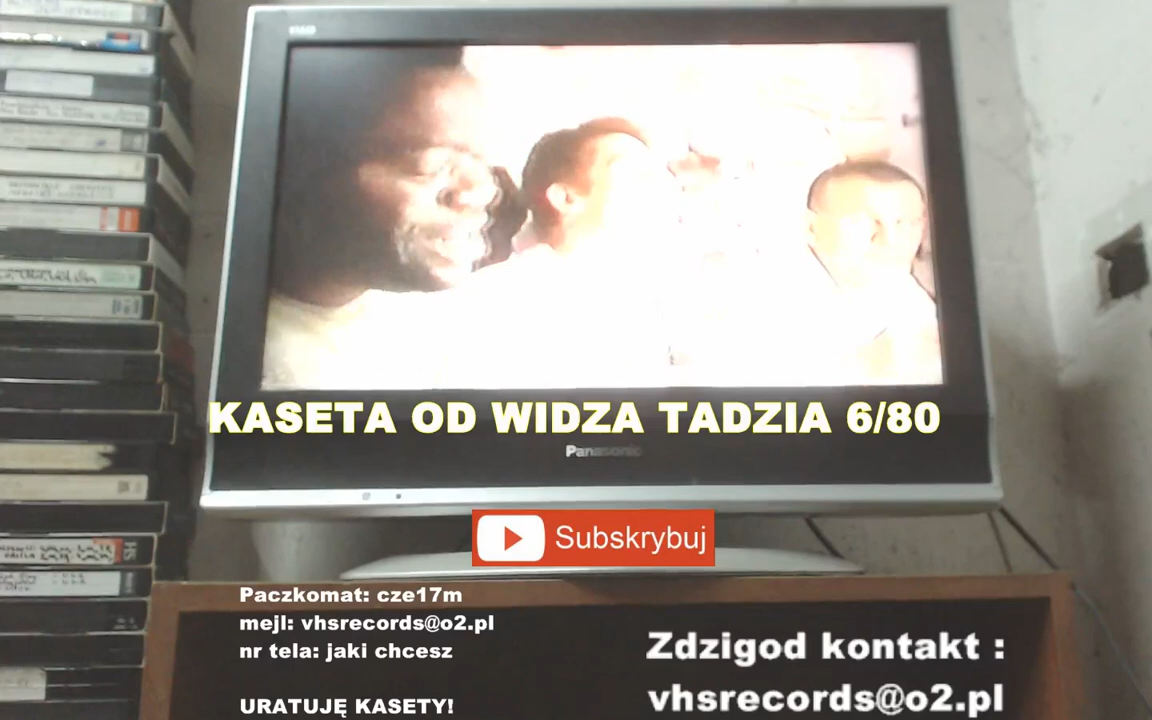 KASETA OD WIDZA TADZIA 6/80
Panasonic
Subskrybuj
Paczkomat: cze17m
mejl: vhsrecords@o2.pl
nr tela: jaki chcesz
URATUJĘ KASETY!
Zdzigod kontakt :
vhsrecords@o2.pl